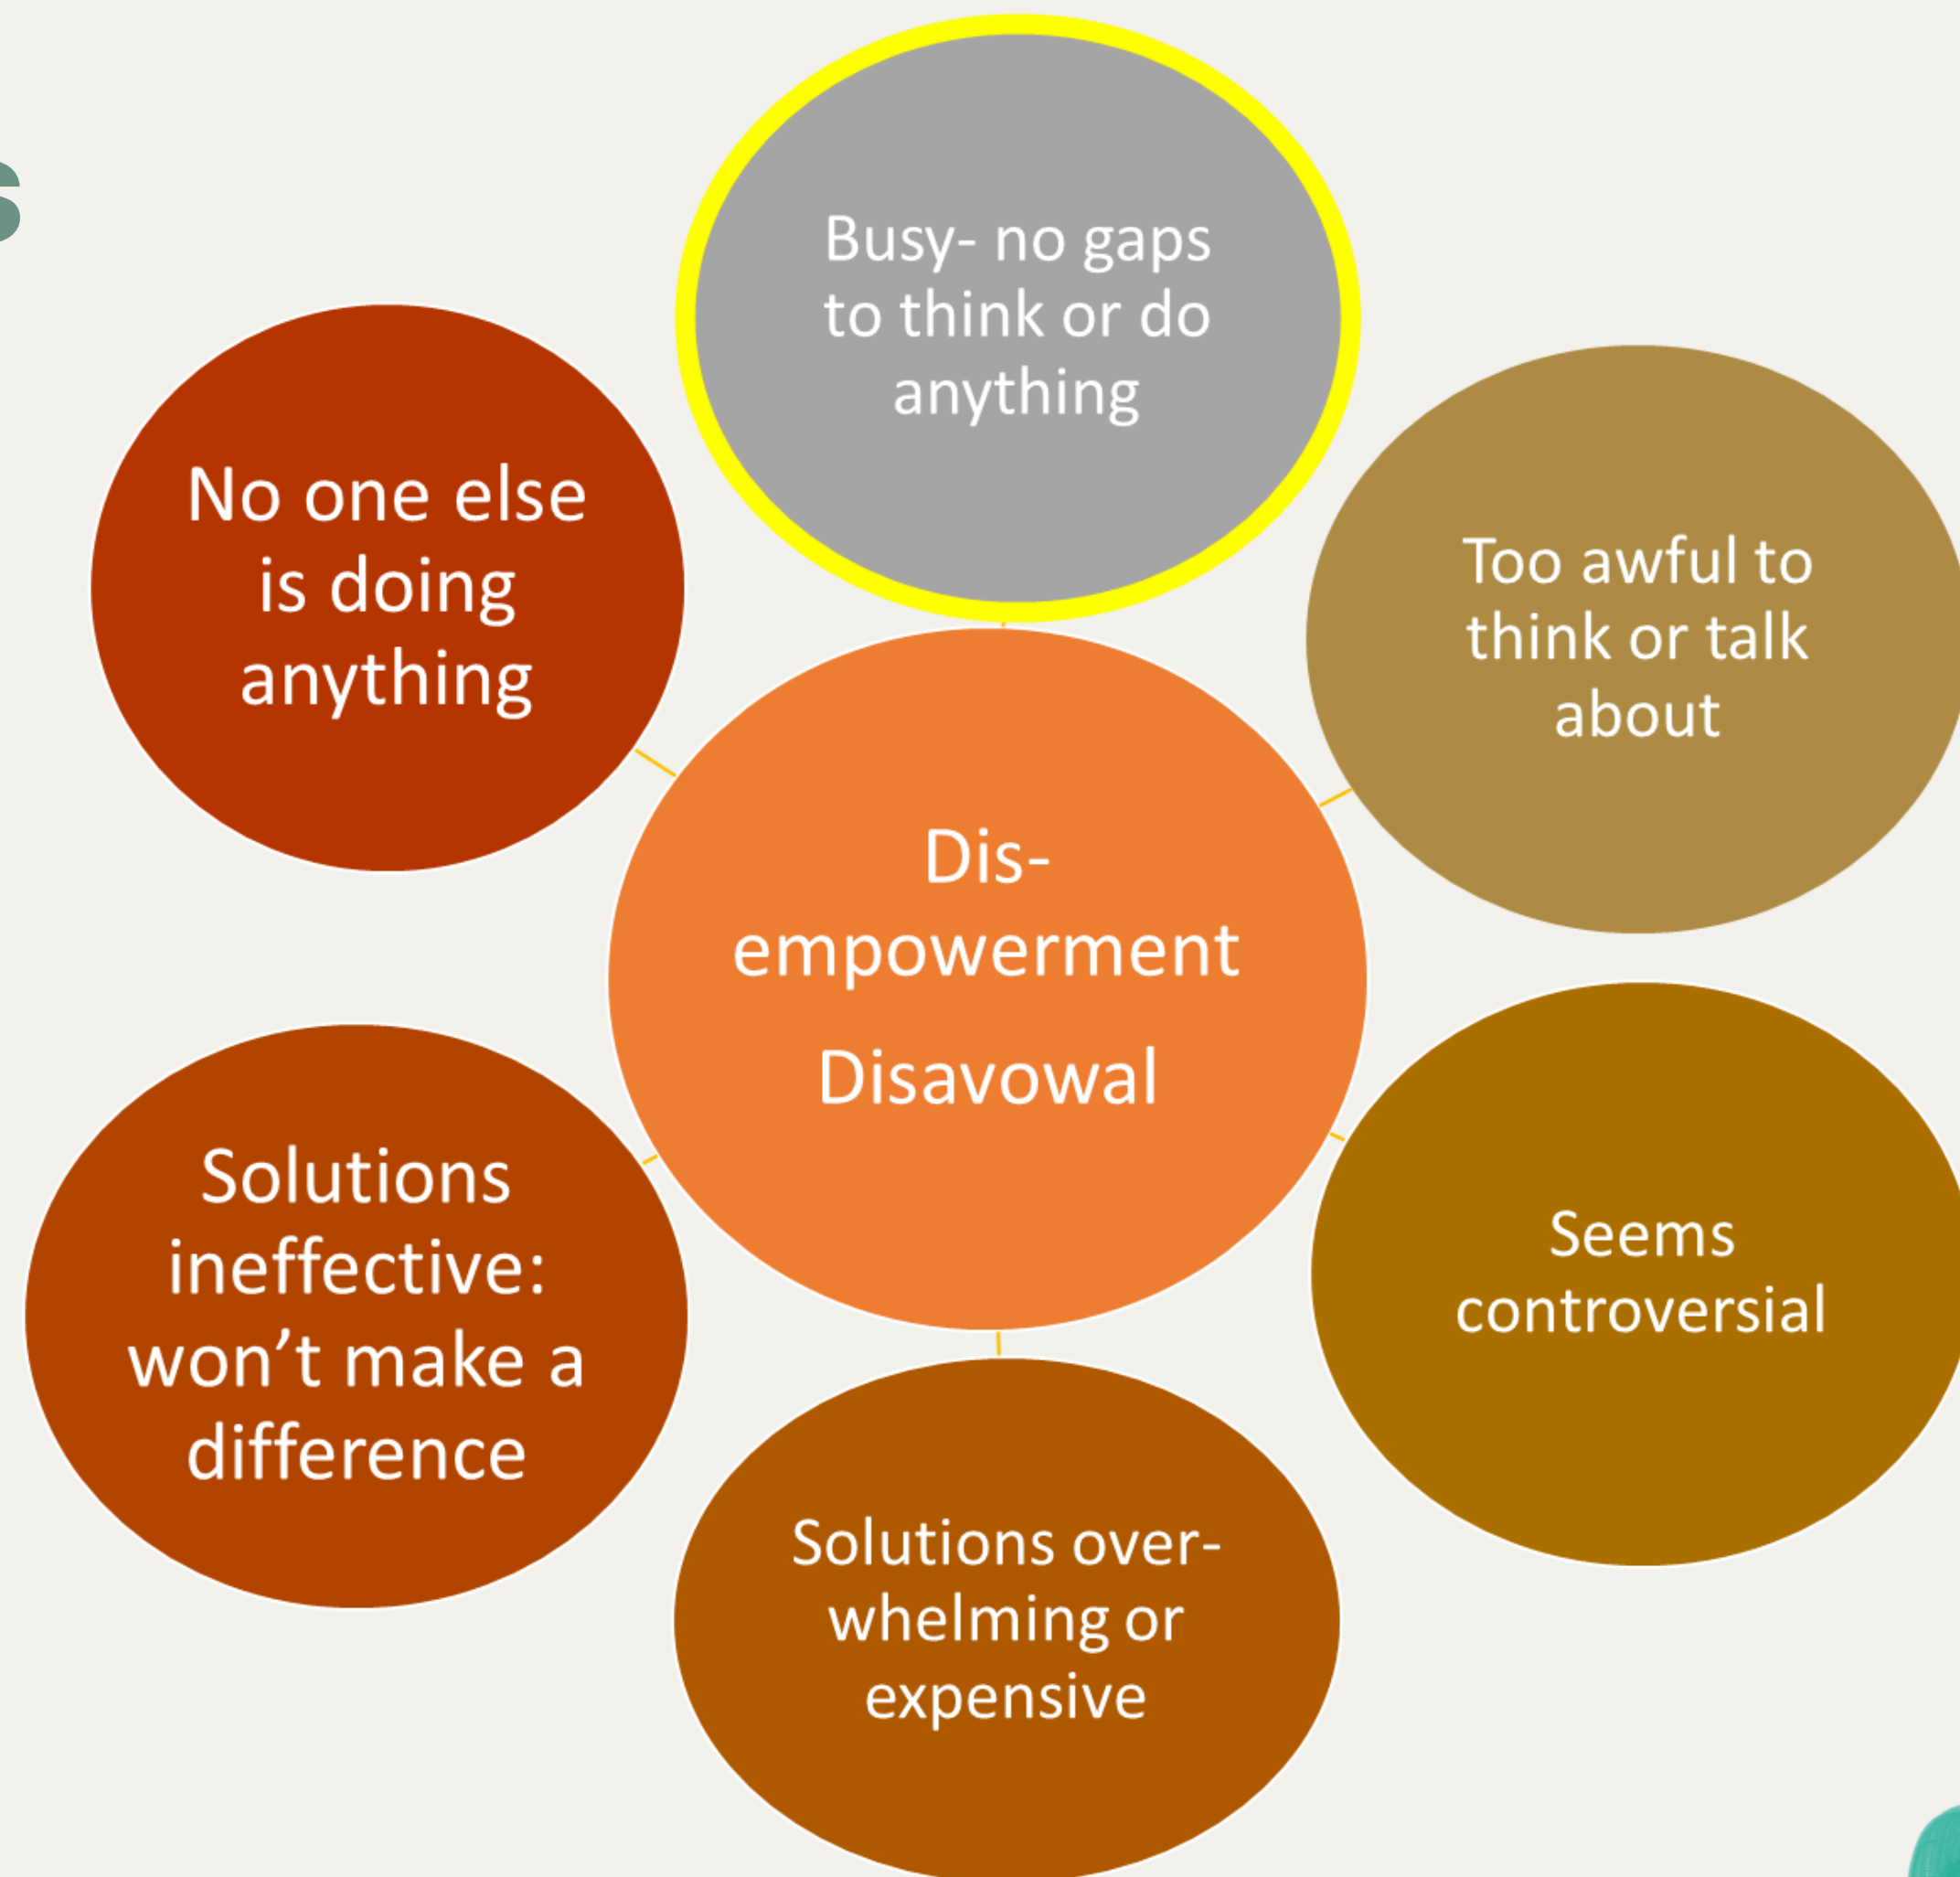 s
Busy- no gaps
to think or do
anything
No one else
is doing
anything
Too awful to
think or talk
about
Dis-
empowerment
Disavowal
Solutions
ineffective:
won’t make a
difference
Seems
controversial
Solutions over-
whelming or
expensive